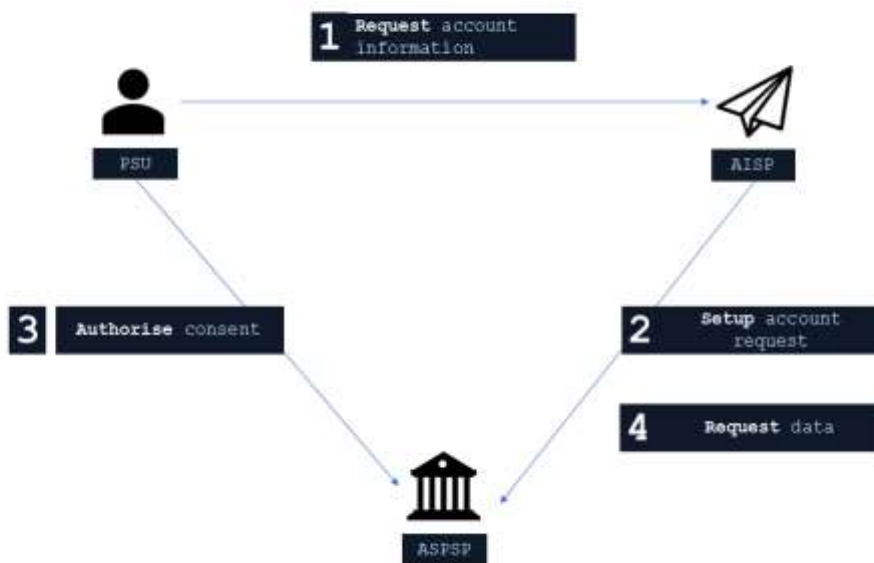 1 Request account
information
PSU
AISP
3 Authorise consent
2 Setup account
request
4 Request data
ASPSP